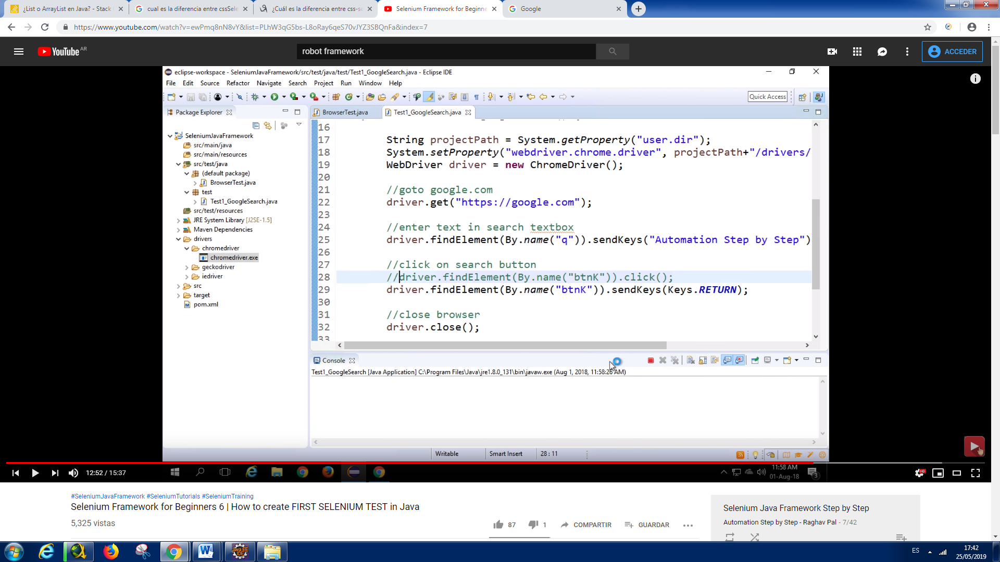 ¿List o ArrayList en Java? - Stack
cual es la diferencia entre cssSele
¿Cuál es la diferencia entre css-se
Selenium Framework for Beginne
Google
https://www.youtube.com/watch?v=ewPmq8nN8vY&list=PLhW3qG5bs-L8oRay6qeS70vJYZ3SBQnFa&index=7
YouTube AR
robot framework
ACCEDER
eclipse-workspace - SeleniumJavaFramework/src/test/java/test/Test1_GoogleSearch.java - Eclipse IDE
File Edit Source Refactor Navigate Search Project Run Window Help
Quick Access
Package Explorer
SeleniumJavaFramework
src/main/java
src/main/resources
src/test/java
(default package)
BrowserTest.java
test
Test1_GoogleSearch.java
src/test/resources
JRE System Library [J2SE-1.5]
Maven Dependencies
drivers
chromedriver
chromedriver.exe
geckodriver
iedriver
src
target
pom.xml
BrowserTest.java
Test1_GoogleSearch.java
16
17 String projectPath = System.getProperty("user.dir");
18 System.setProperty("webdriver.chrome.driver", projectPath+"/drivers/
19 WebDriver driver = new ChromeDriver();
20
21 //goto google.com
22 driver.get("https://google.com");
23
24 //enter text in search textbox
25 driver.findElement(By.name("q")).sendKeys("Automation Step by Step")
26
27 //click on search button
28 //driver.findElement(By.name("btnK")).click();
29 driver.findElement(By.name("btnK")).sendKeys(Keys.RETURN);
30
31 //close browser
32 driver.close();
33
Console
Test1_GoogleSearch [Java Application] C:\Program Files\Java\jre1.8.0_131\bin\javaw.exe (Aug 1, 2018, 11:58:26 AM)
Writable
Smart Insert
28 : 11
12:52 / 15:37
11:58 AM
01-Aug-18
3
HD
#SeleniumJavaFramework #SeleniumTutorials #SeleniumTraining
Selenium Framework for Beginners 6 | How to create FIRST SELENIUM TEST in Java
5,325 vistas
87
1
COMPARTIR
GUARDAR
Selenium Java Framework Step by Step
Automation Step by Step - Raghav Pal - 7/42
Java EE
IDE
ES
17:42
25/05/2019